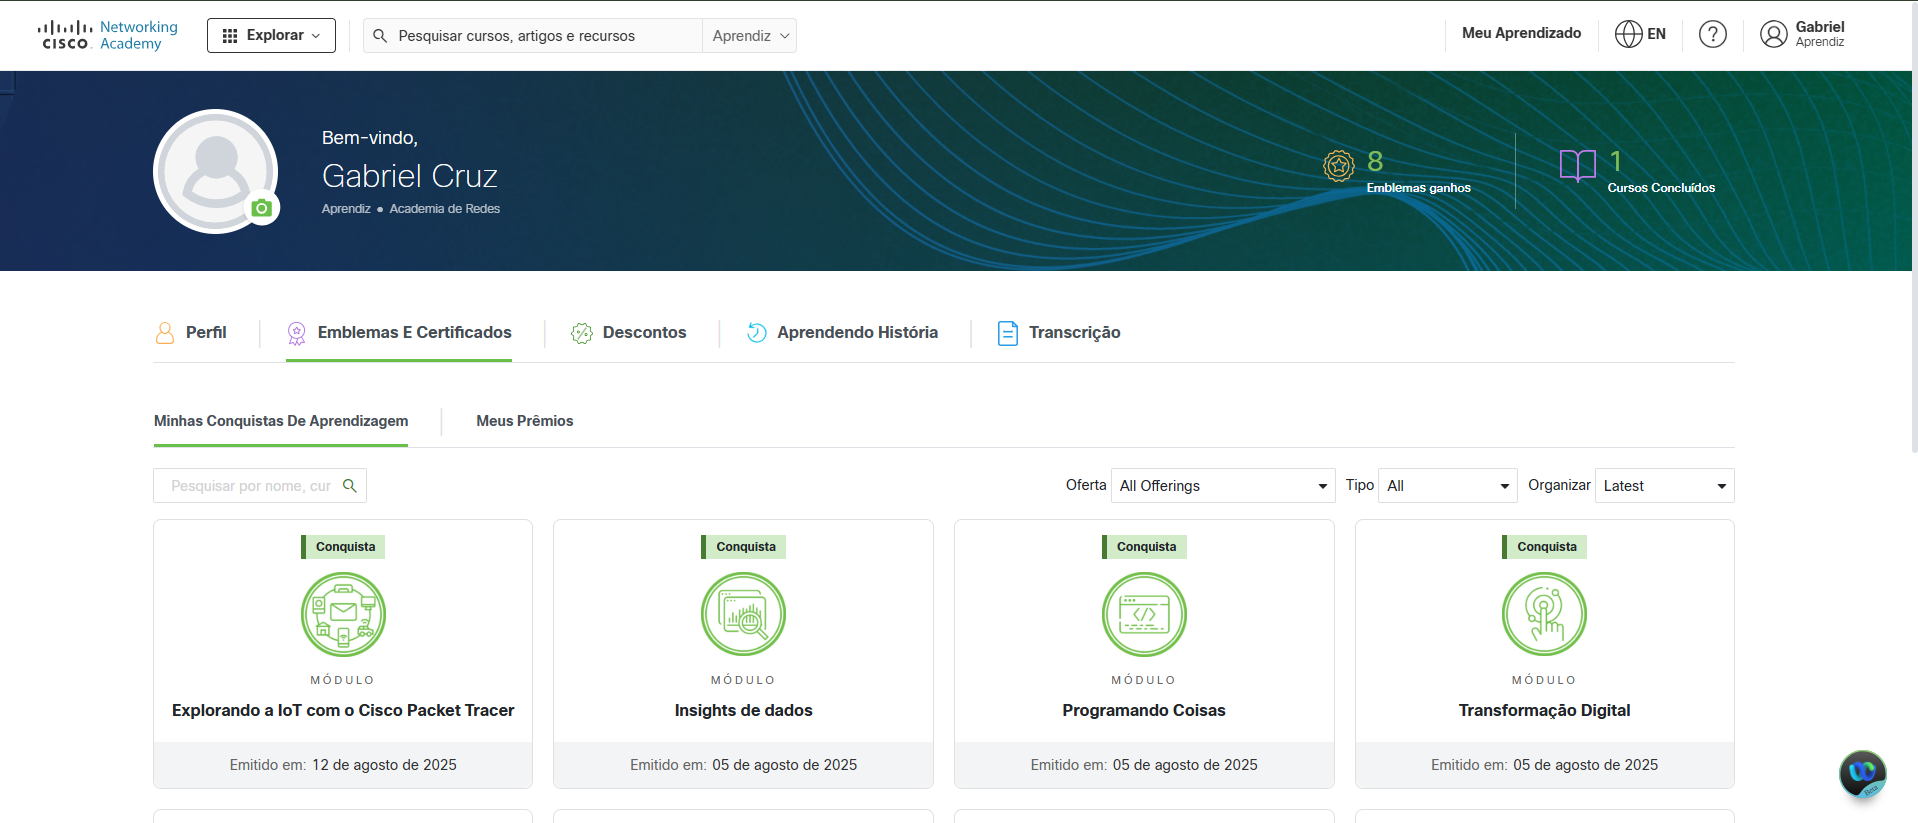 CISCO Networking Academy
Explorar
Pesquisar cursos, artigos e recursos
Aprendiz
Meu Aprendizado
EN
?
Gabriel
Aprendiz
Bem-vindo,
Gabriel Cruz
Aprendiz • Academia de Redes
8
Emblemas ganhos
1
Cursos Concluídos
Perfil
Emblemas E Certificados
Descontos
Aprendendo História
Transcrição
Minhas Conquistas De Aprendizagem
Meus Prêmios
Pesquisar por nome, cur
Oferta All Offerings
Tipo All
Organizar Latest
Conquista
MÓDULO
Explorando a IoT com o Cisco Packet Tracer
Emitido em: 12 de agosto de 2025
Conquista
MÓDULO
Insights de dados
Emitido em: 05 de agosto de 2025
Conquista
</>
MÓDULO
Programando Coisas
Emitido em: 05 de agosto de 2025
Conquista
MÓDULO
Transformação Digital
Emitido em: 05 de agosto de 2025
Beta